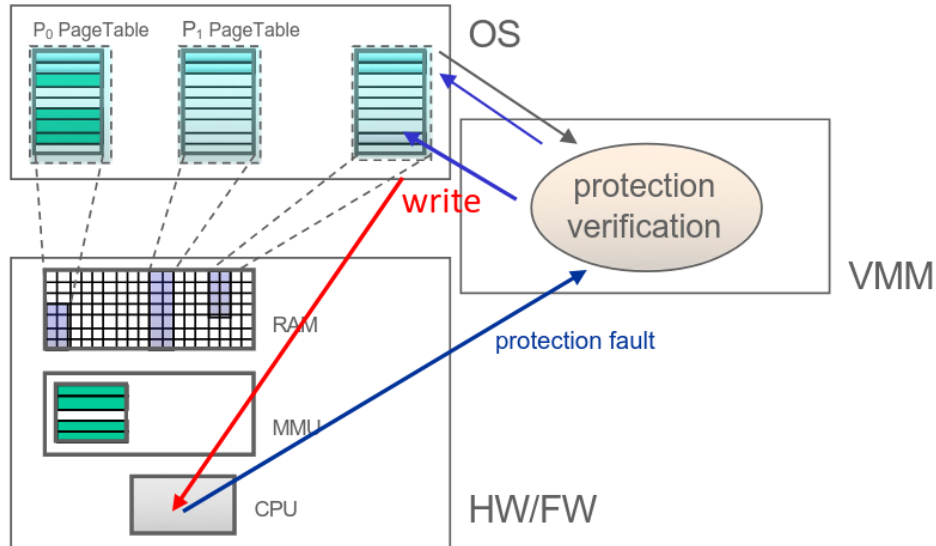 P₀ PageTable
P₁ PageTable
OS
write
protection
verification
VMM
RAM
protection fault
MMU
CPU
HW/FW